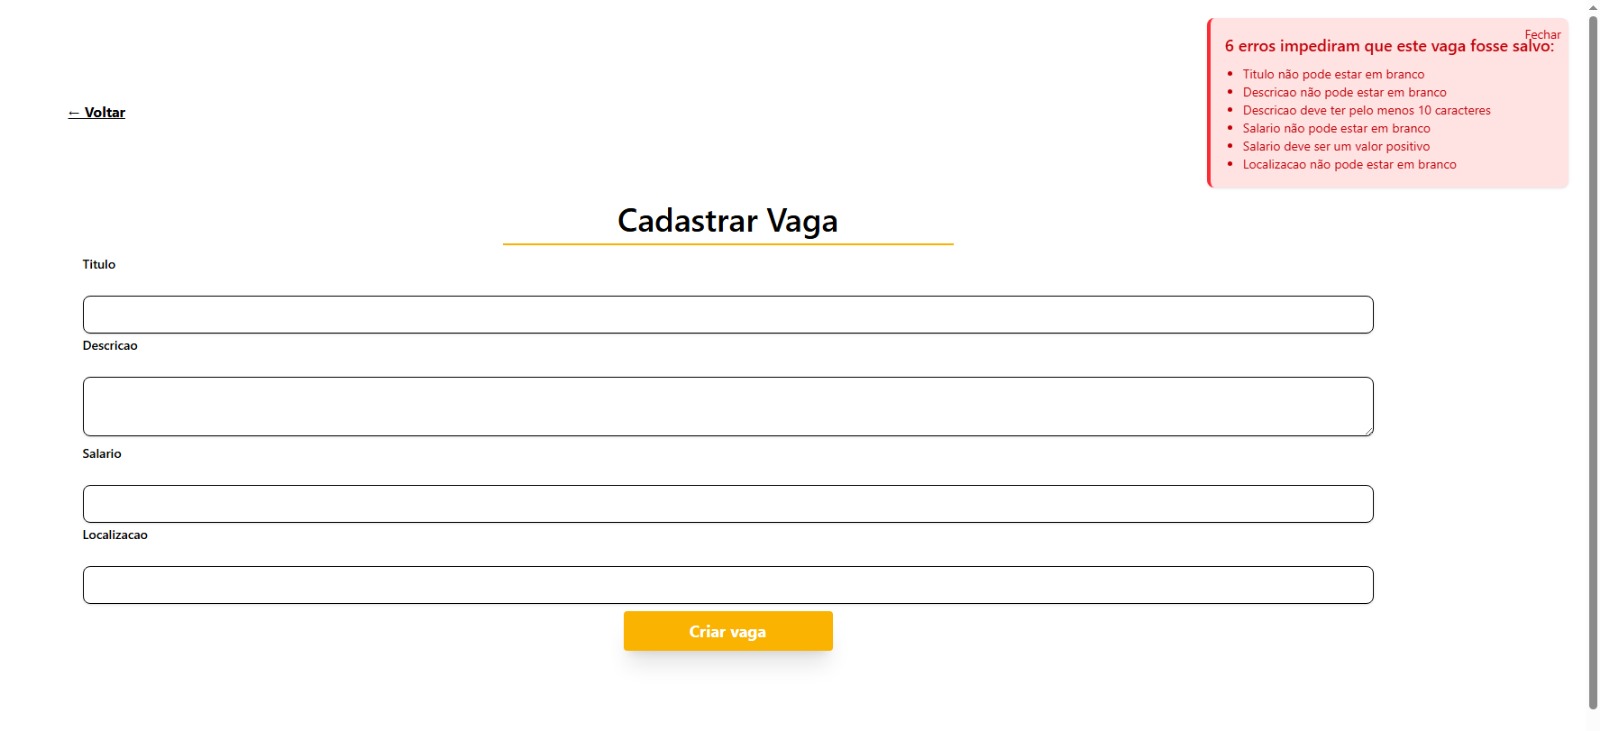 Fechar
6 erros impediram que este vaga fosse salvo:
Titulo não pode estar em branco
Descricao não pode estar em branco
Descricao deve ter pelo menos 10 caracteres
Salario não pode estar em branco
Salario deve ser um valor positivo
Localizacao não pode estar em branco
← Voltar
Cadastrar Vaga
Titulo
Descricao
Salario
Localizacao
Criar vaga